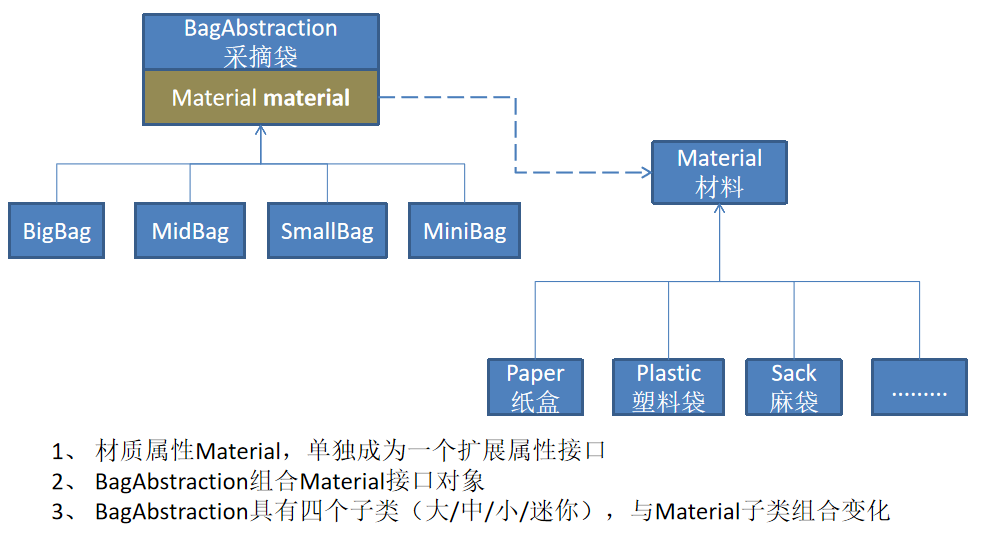 BagAbstraction
采摘袋
Material material
Material
材料
BigBag
MidBag
SmallBag
MiniBag
Paper
纸盒
Plastic
塑料袋
Sack
麻袋
.........
1、 材质属性Material，单独成为一个扩展属性接口
2、 BagAbstraction组合Material接口对象
3、 BagAbstraction具有四个子类（大/中/小/迷你），与Material子类组合变化